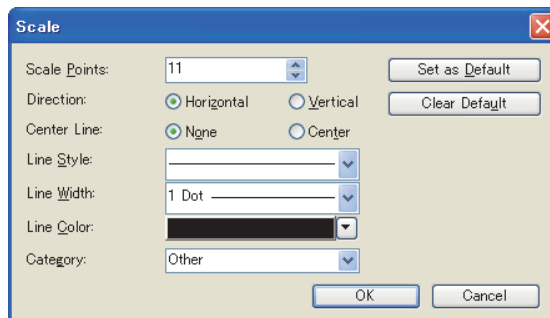 Scale
Scale Points: 11 Set as Default
Direction: Horizontal Vertical Clear Default
Center Line: None Center
Line Style:
Line Width: 1 Dot
Line Color:
Category: Other
OK Cancel